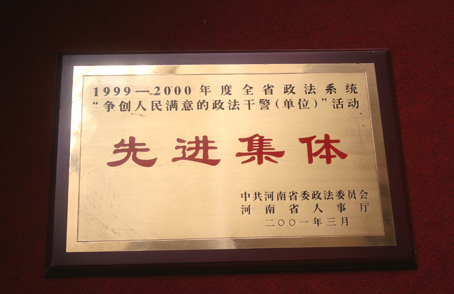 1999—2000年度全省政法系统
“争创人民满意的政法干警(单位)”活动
先进集体
中共河南省委政法委员会
河南省人事厅
二〇〇一年三月